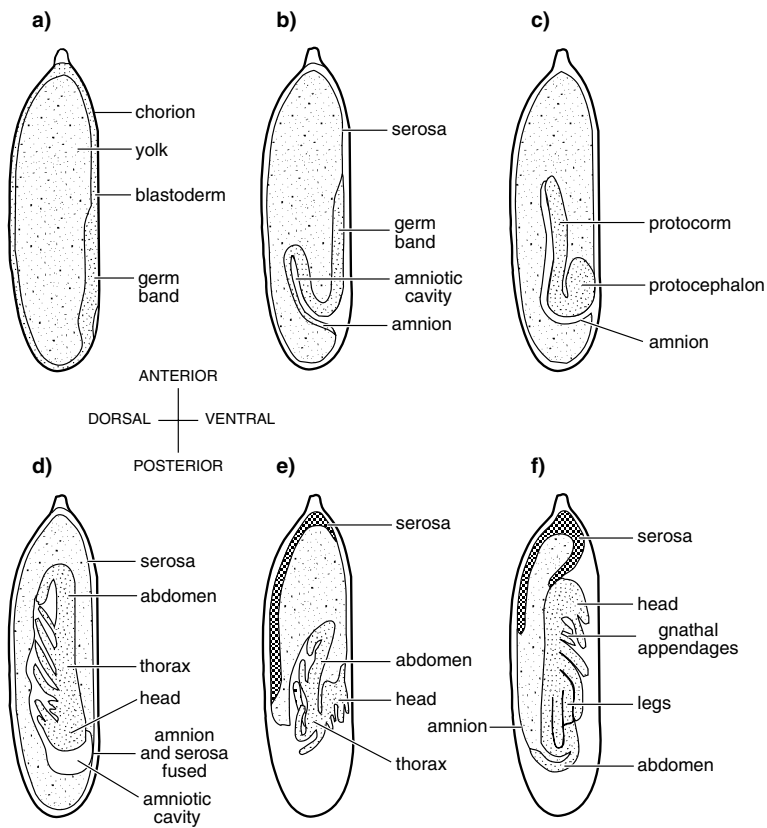 a)
chorion
yolk
blastoderm
germ
band
b)
serosa
germ
band
amniotic
cavity
amnion
c)
protocorm
protocephalon
amnion
ANTERIOR
DORSAL
VENTRAL
POSTERIOR
d)
serosa
abdomen
thorax
head
amnion
and serosa
fused
amniotic
cavity
e)
serosa
abdomen
head
thorax
f)
serosa
head
gnathal
appendages
legs
amnion
abdomen